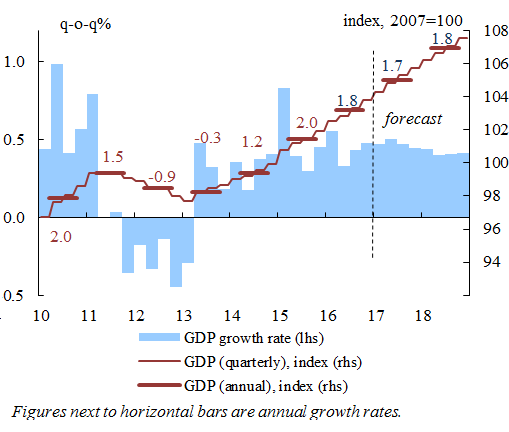 q-o-q%
index, 2007=100
1.0
0.5
0.0
0.5
108
106
104
102
100
98
96
94
2.0
1.5
-0.9
-0.3
1.2
2.0
1.8
1.7
1.8
forecast
10 11 12 13 14 15 16 17 18
GDP growth rate (lhs)
GDP (quarterly), index (rhs)
GDP (annual), index (rhs)
Figures next to horizontal bars are annual growth rates.